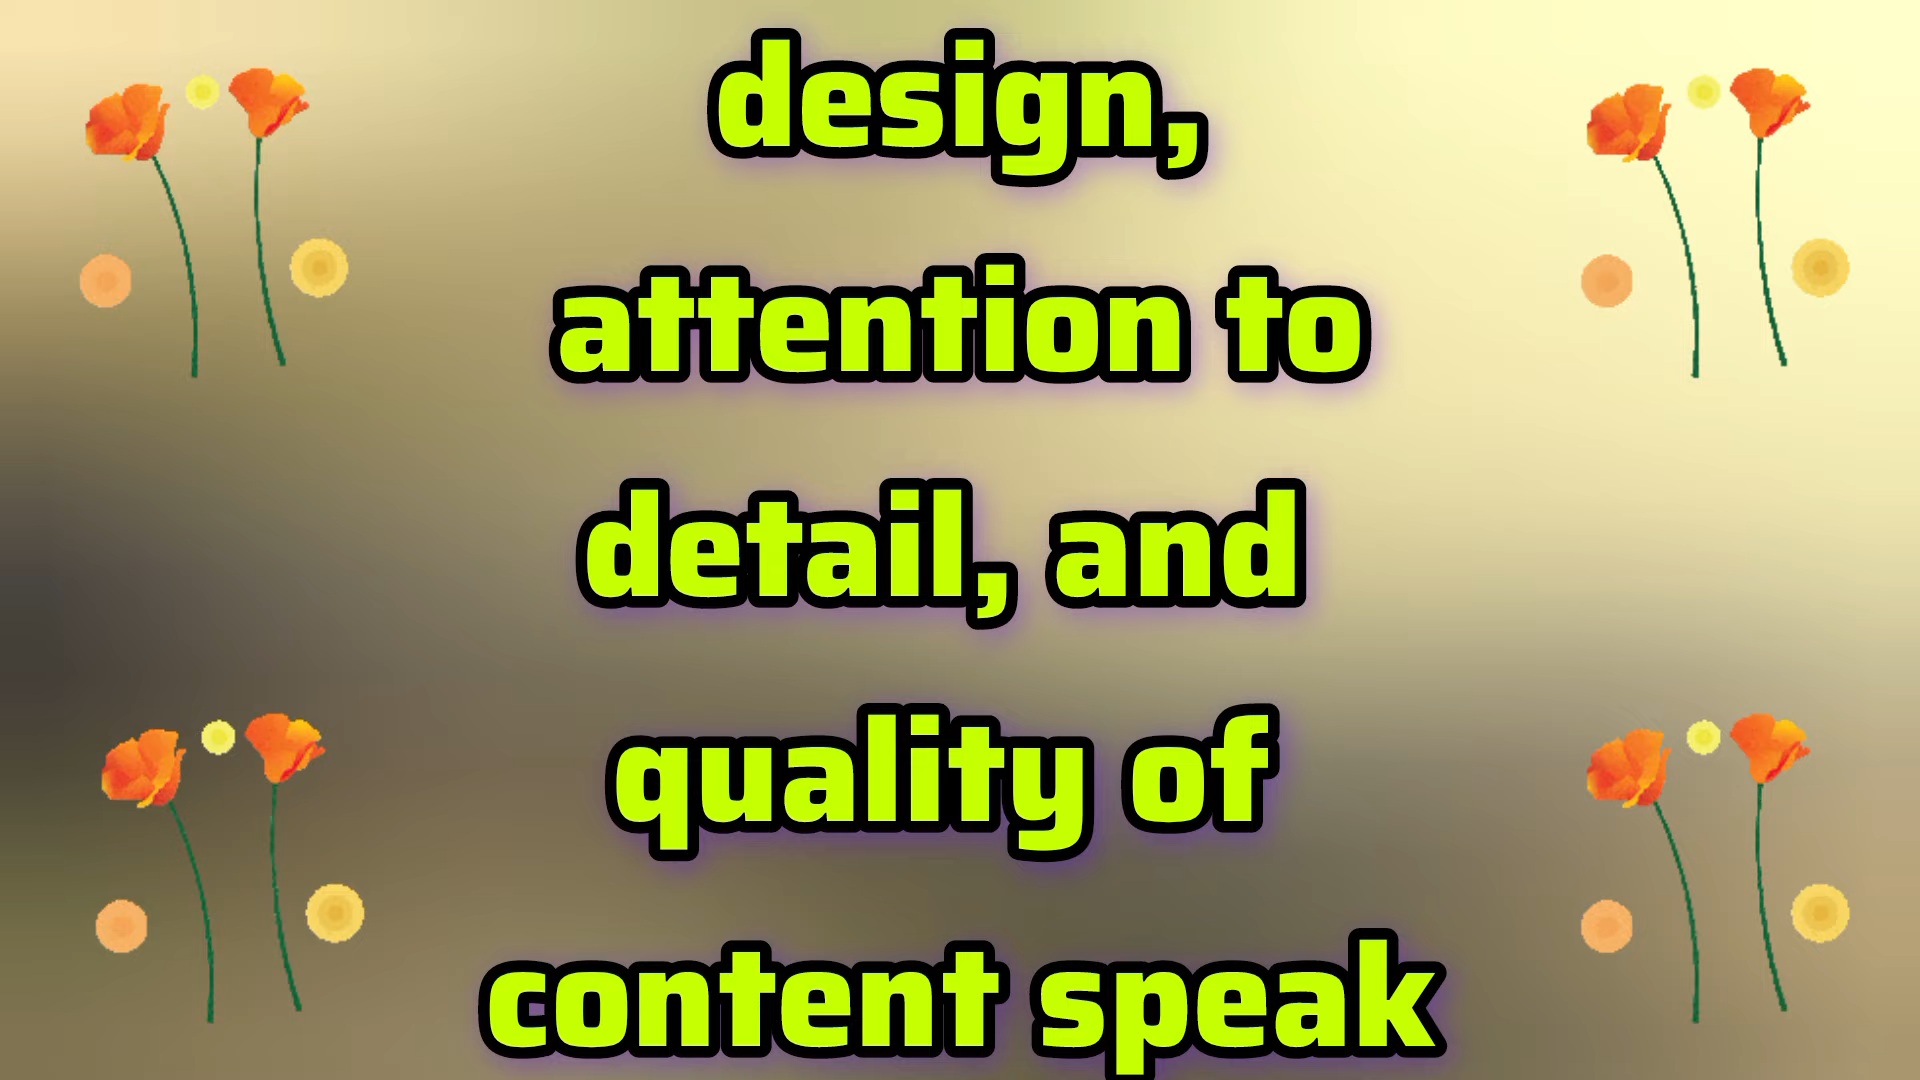 design,
attention to
detail, and
quality of
content speak